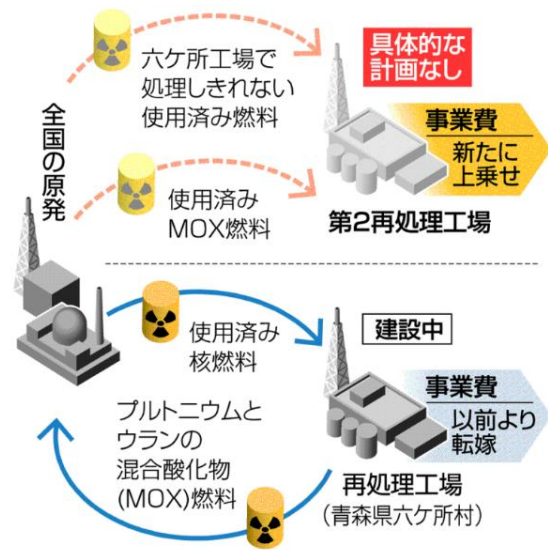 六ケ所工場で
処理しきれない
使用済み燃料
具体的な
計画なし
全国の原発
事業費
新たに
上乗せ
使用済み
MOX燃料
第2再処理工場
使用済み
核燃料
建設中
事業費
以前より
転嫁
プルトニウムと
ウランの
混合酸化物
(MOX)燃料
再処理工場
(青森県六ケ所村)